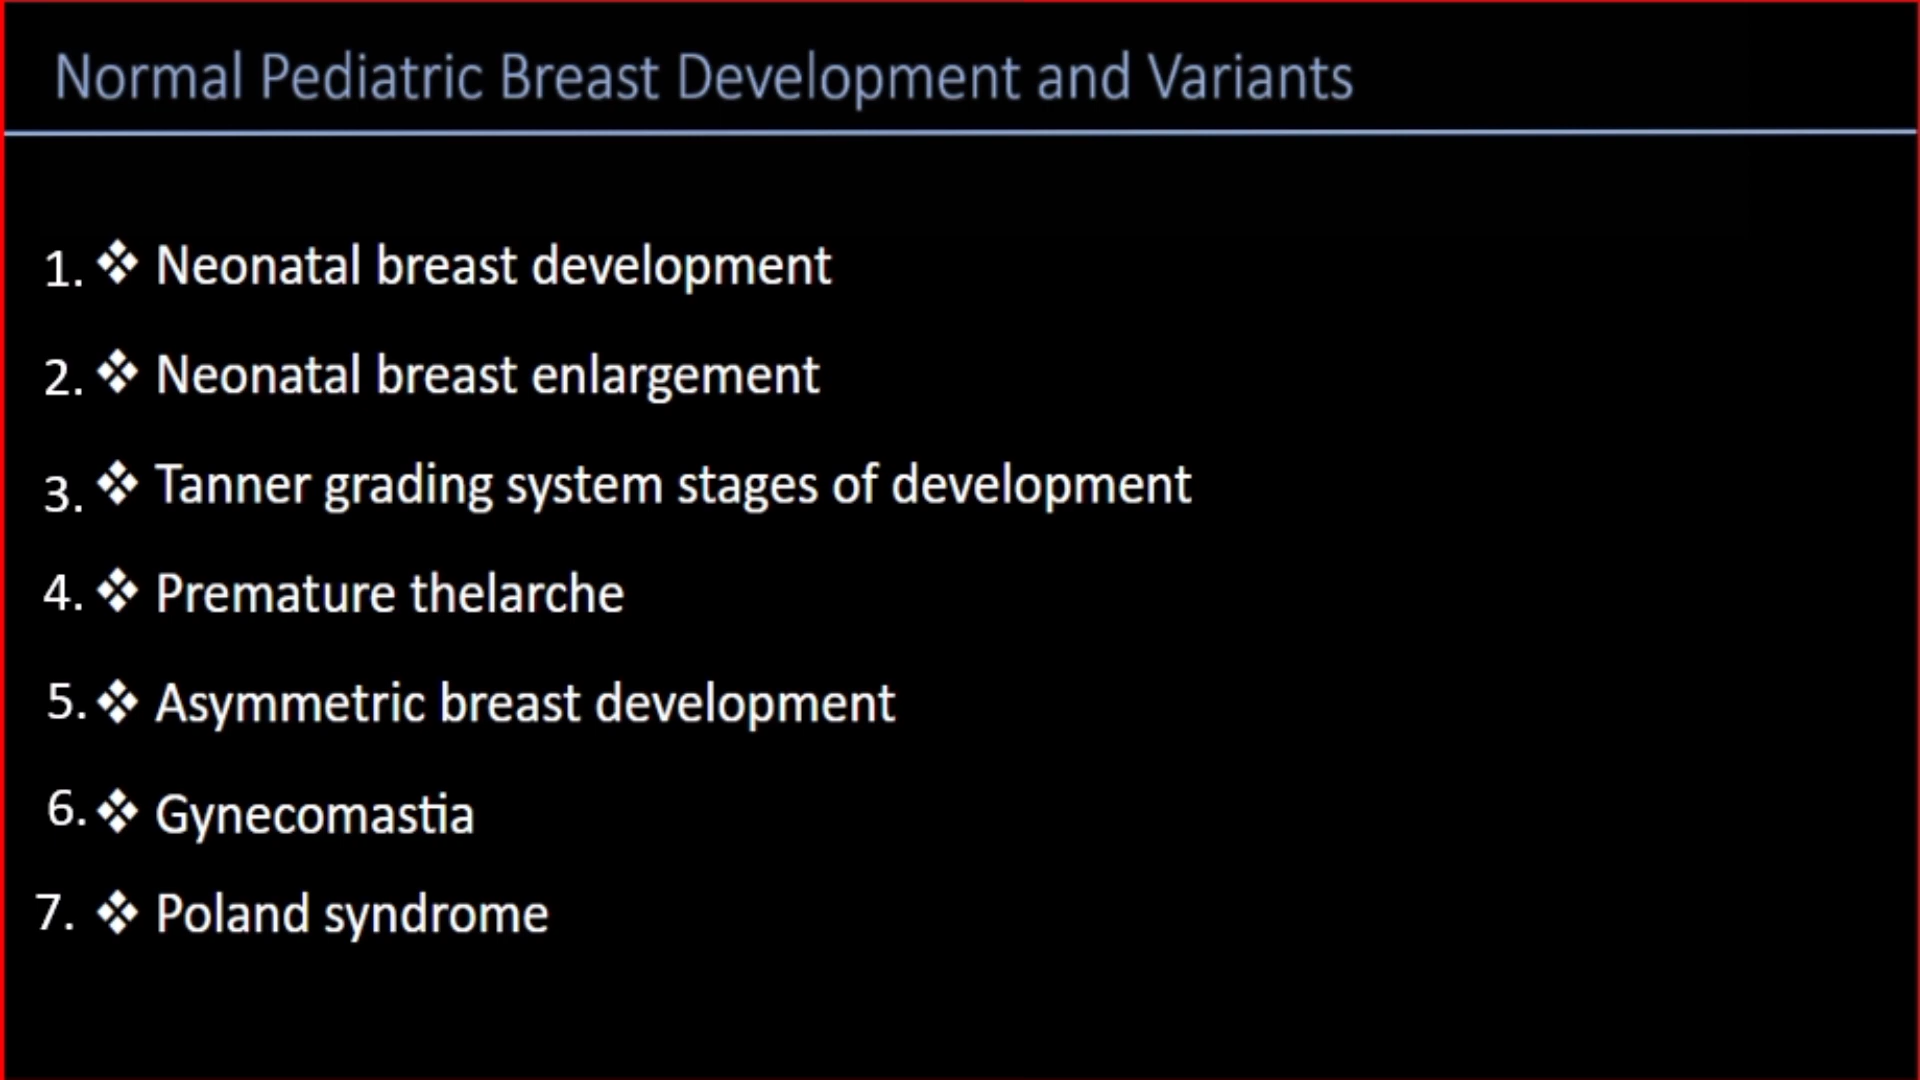 Normal Pediatric Breast Development and Variants
1. ❖ Neonatal breast development
2. ❖ Neonatal breast enlargement
3. ❖ Tanner grading system stages of development
4. ❖ Premature thelarche
5. ❖ Asymmetric breast development
6. ❖ Gynecomastia
7. ❖ Poland syndrome